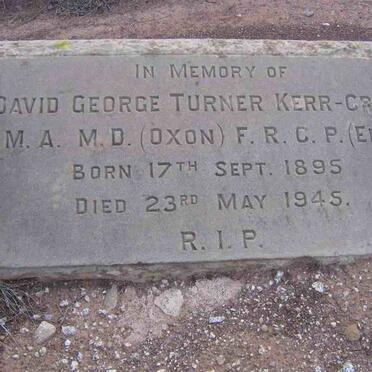 IN MEMORY OF
DAVID GEORGE TURNER KERR-CR
M. A. M. D. (OXON) F. R. C. P. (E
BORN 17TH SEPT. 1895
DIED 23RD MAY 1945.
R. I. P.